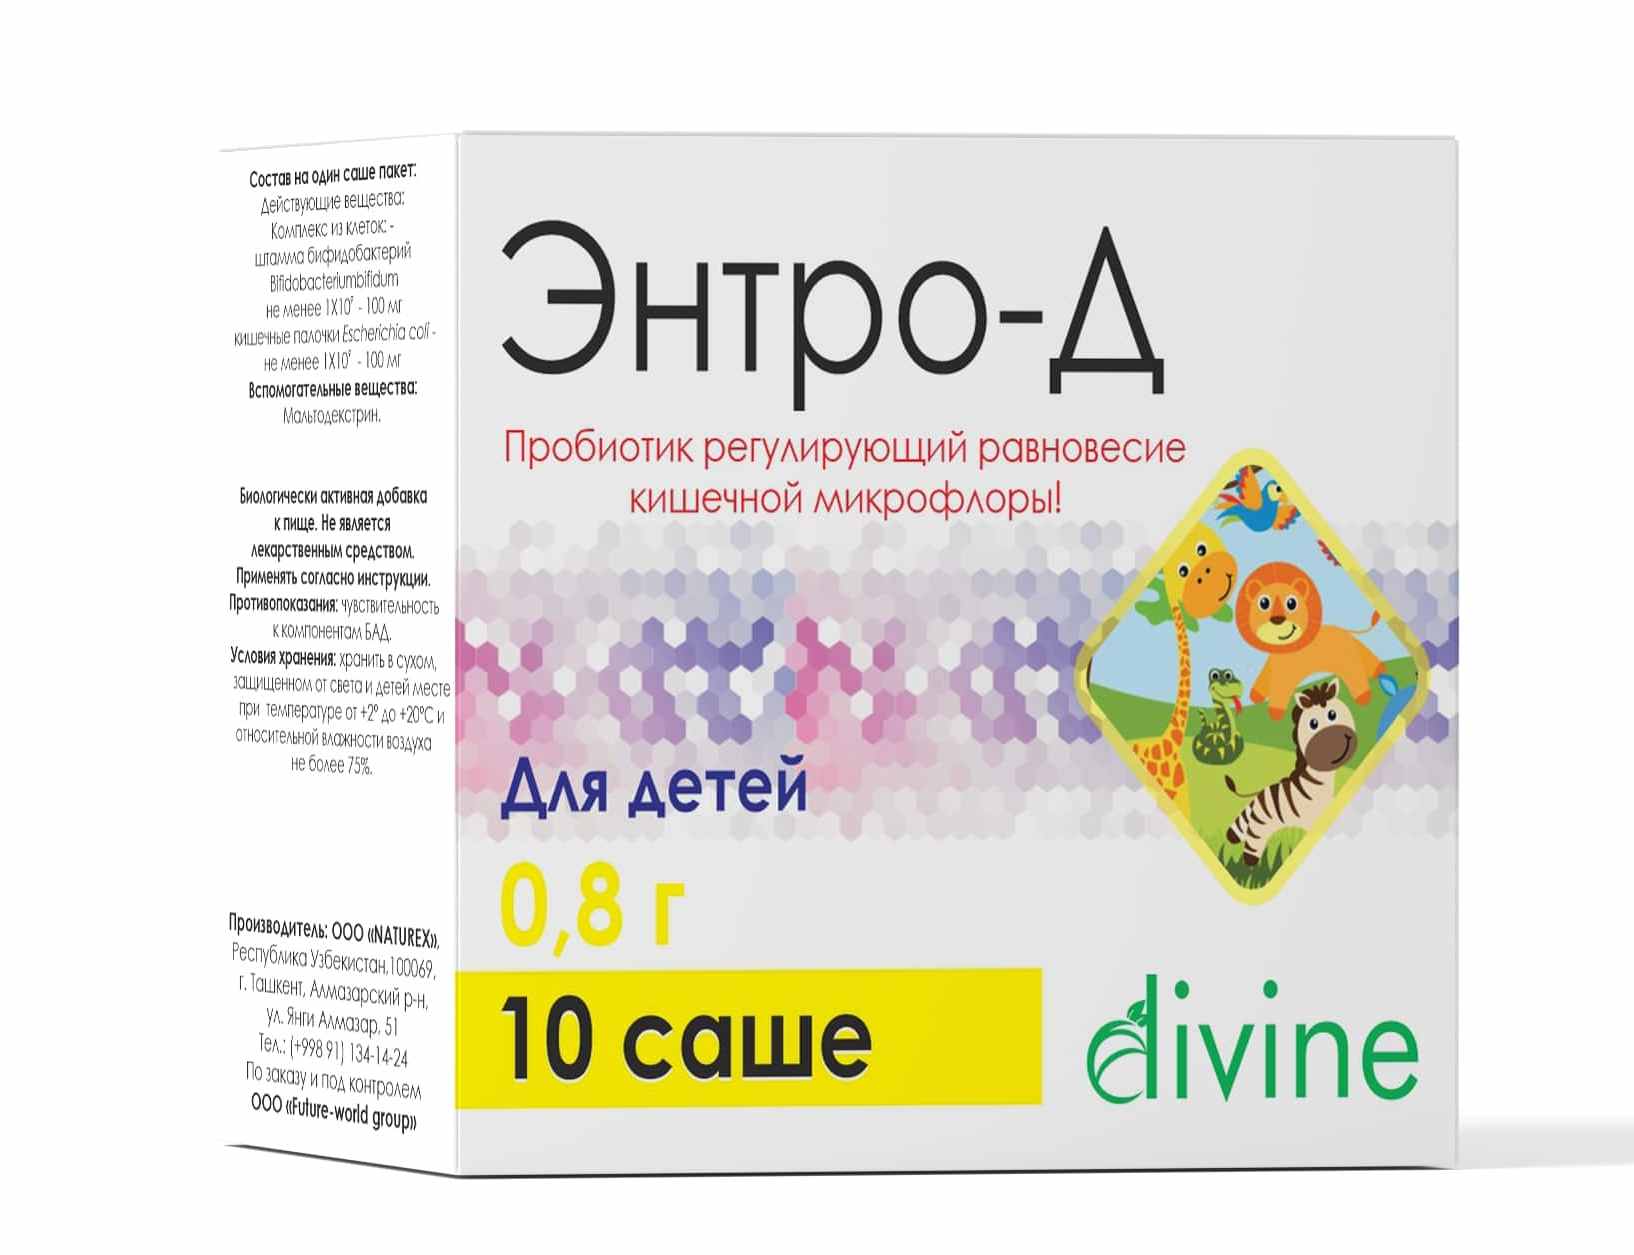 Состав на один саше пакет:
Действующие вещества:
Комплекс из клеток: -
штамма бифидобактерий
Bifidobacteriumbifidum
не менее 1X10⁹ - 100 мг
кишечные палочки Escherichia coli -
не менее 1X10⁹ - 100 мг
Вспомогательные вещества:
Мальтодекстрин.
Биологически активная добавка
к пище. Не является
лекарственным средством.
Применять согласно инструкции.
Противопоказания: чувствительность
к компонентам БАД.
Условия хранения: хранить в сухом,
защищенном от света и детей месте
при температуре от +2° до +20°С и
относительной влажности воздуха
не более 75%.
Производитель: ООО «NATUREX»,
Республика Узбекистан,100069,
г. Ташкент, Алмазарский р-н,
ул. Янги Алмазар, 51
Тел.: (+998 91) 134-14-24
По заказу и под контролем
ООО «Future-world group»
Энтро-Д
Пробиотик регулирующий равновесие
кишечной микрофлоры!
Для детей
0,8 г
10 саше
divine